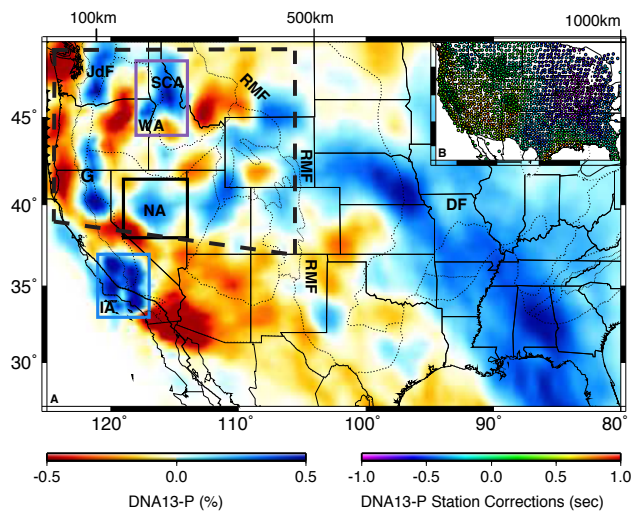 100km 500km 1000km
JdF SCA RMF
WA
45°
B
RMF
G
DF
40°
NA
RMF
35°
IA
30°
A
120° 110° 100° 90° 80°
-0.5 0.0 0.5
DNA13-P (%)
-1.0 -0.5 0.0 0.5 1.0
DNA13-P Station Corrections (sec)